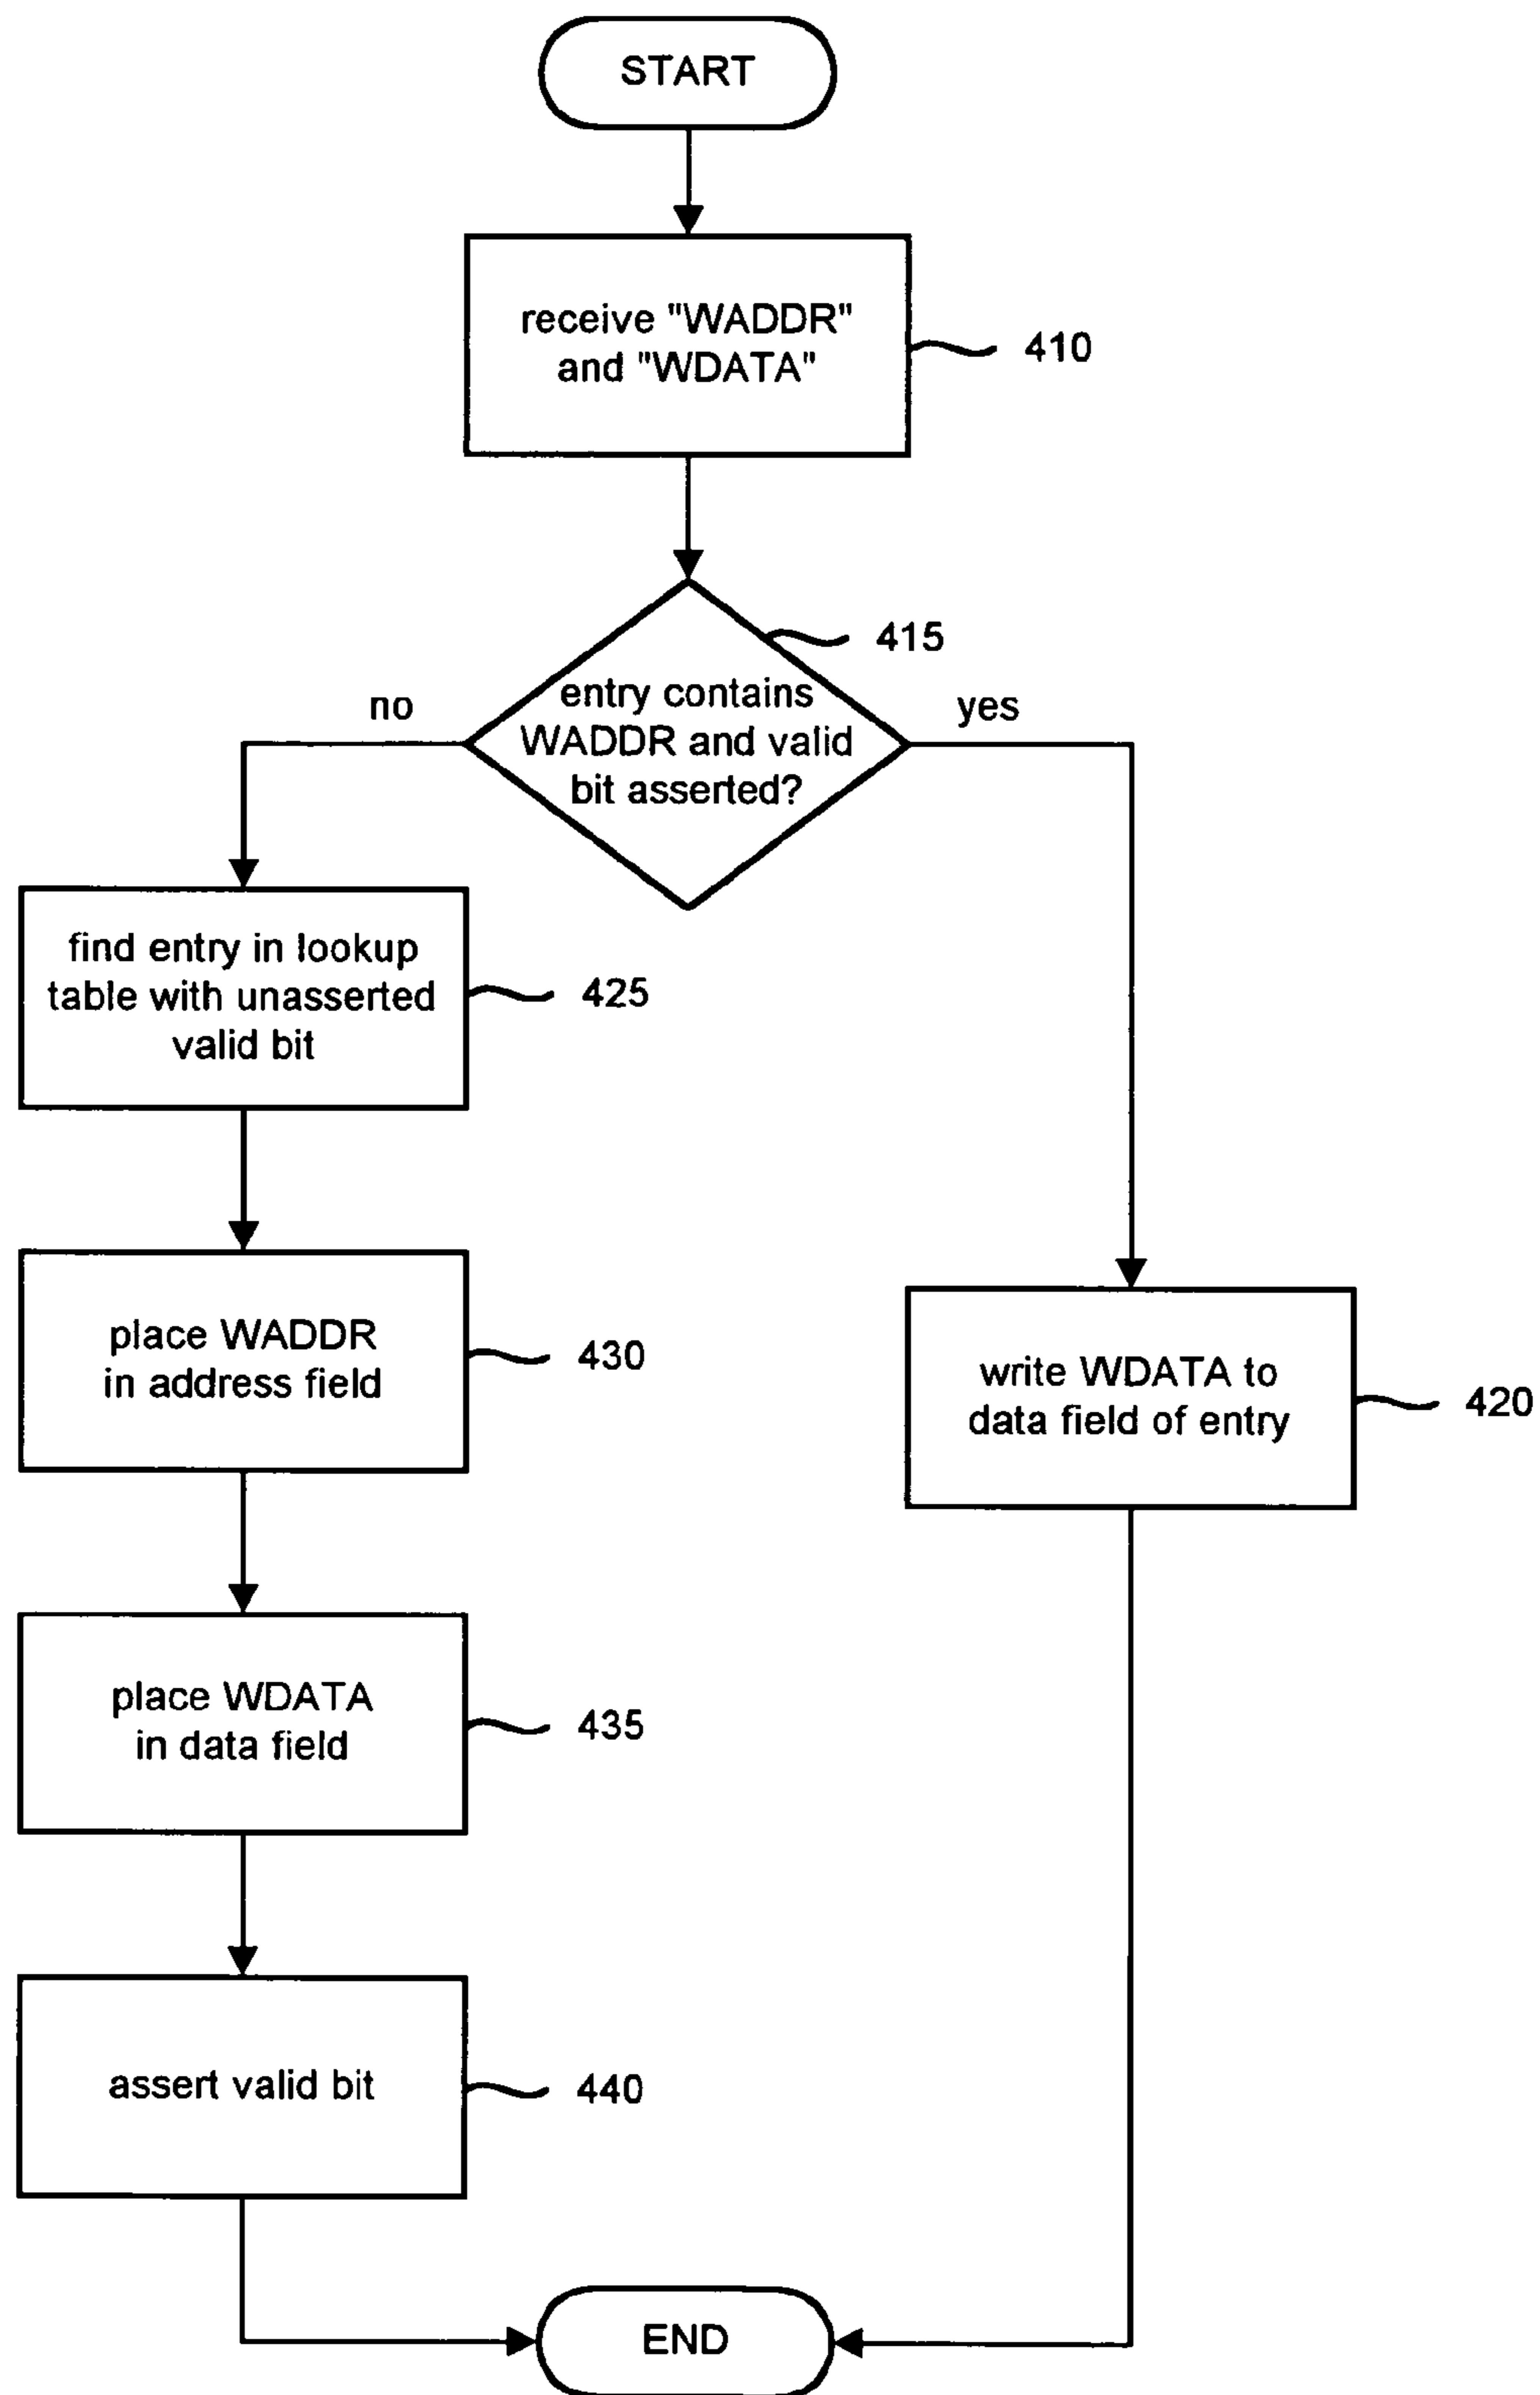 START
receive "WADDR"
and "WDATA"
410
415
entry contains
WADDR and valid
bit asserted?
no
yes
find entry in lookup
table with unasserted
valid bit
425
place WADDR
in address field
430
write WDATA to
data field of entry
420
place WDATA
in data field
435
assert valid bit
440
END